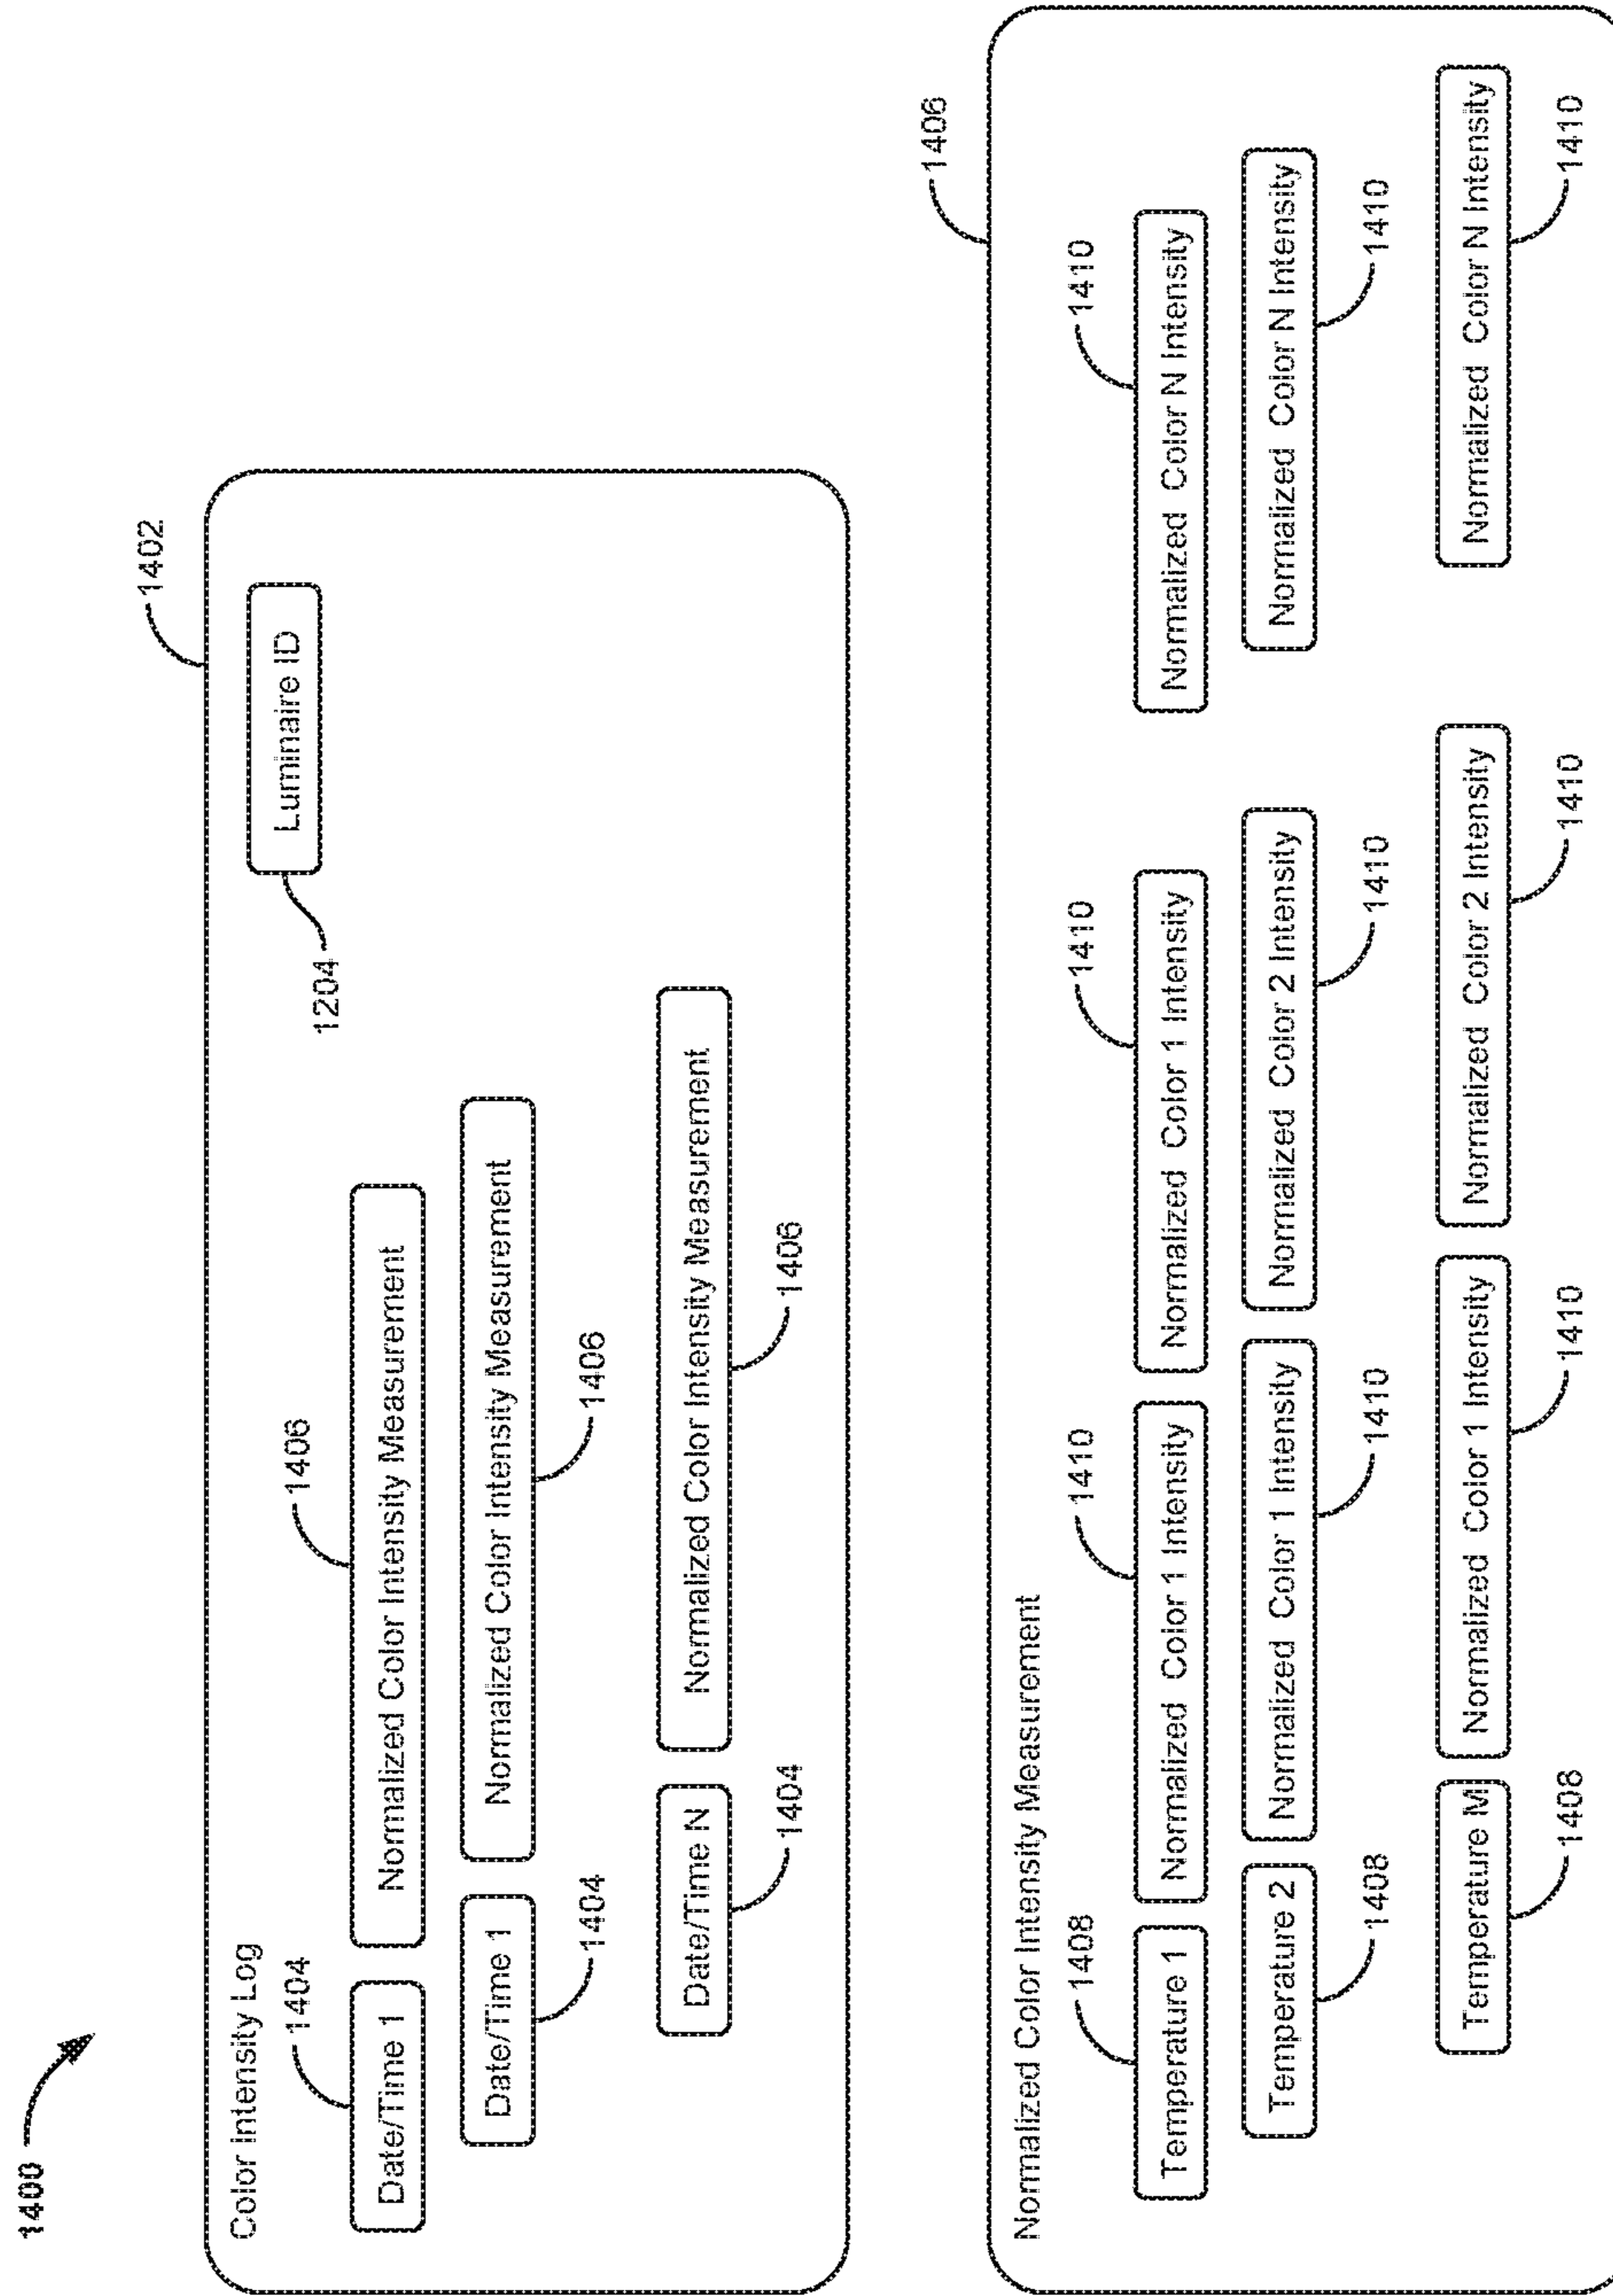 1400
1402
Color Intensity Log
Luminaire ID
1204
1404
1406
Date/Time 1
Normalized Color Intensity Measurement
Date/Time 1
Normalized Color Intensity Measurement
1404
1406
Date/Time N
Normalized Color Intensity Measurement
1404
1406
1406
Normalized Color Intensity Measurement
1408
1410
1410
1410
Temperature 1
Normalized Color 1 Intensity
Normalized Color 1 Intensity
Normalized Color N Intensity
Temperature 2
Normalized Color 1 Intensity
Normalized Color 2 Intensity
Normalized Color N Intensity
1408
1410
1410
1410
Temperature M
Normalized Color 1 Intensity
Normalized Color 2 Intensity
Normalized Color N Intensity
1408
1410
1410
1410